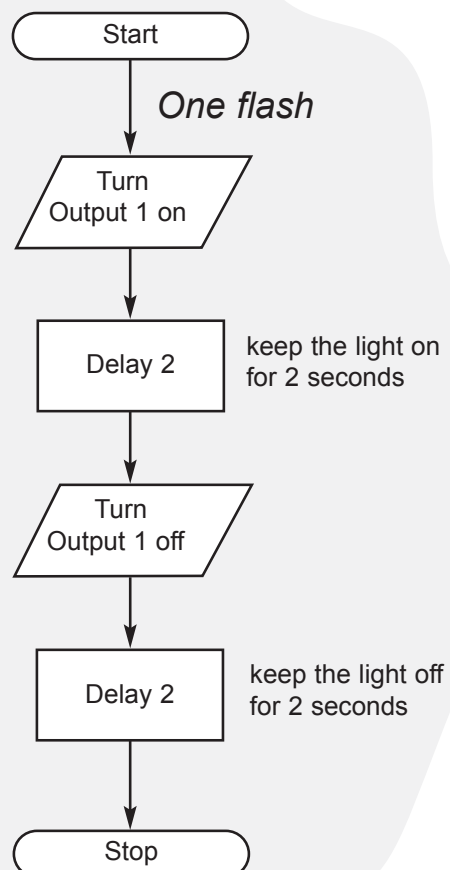 Start
One flash
Turn
Output 1 on
Delay 2
keep the light on
for 2 seconds
Turn
Output 1 off
Delay 2
keep the light off
for 2 seconds
Stop